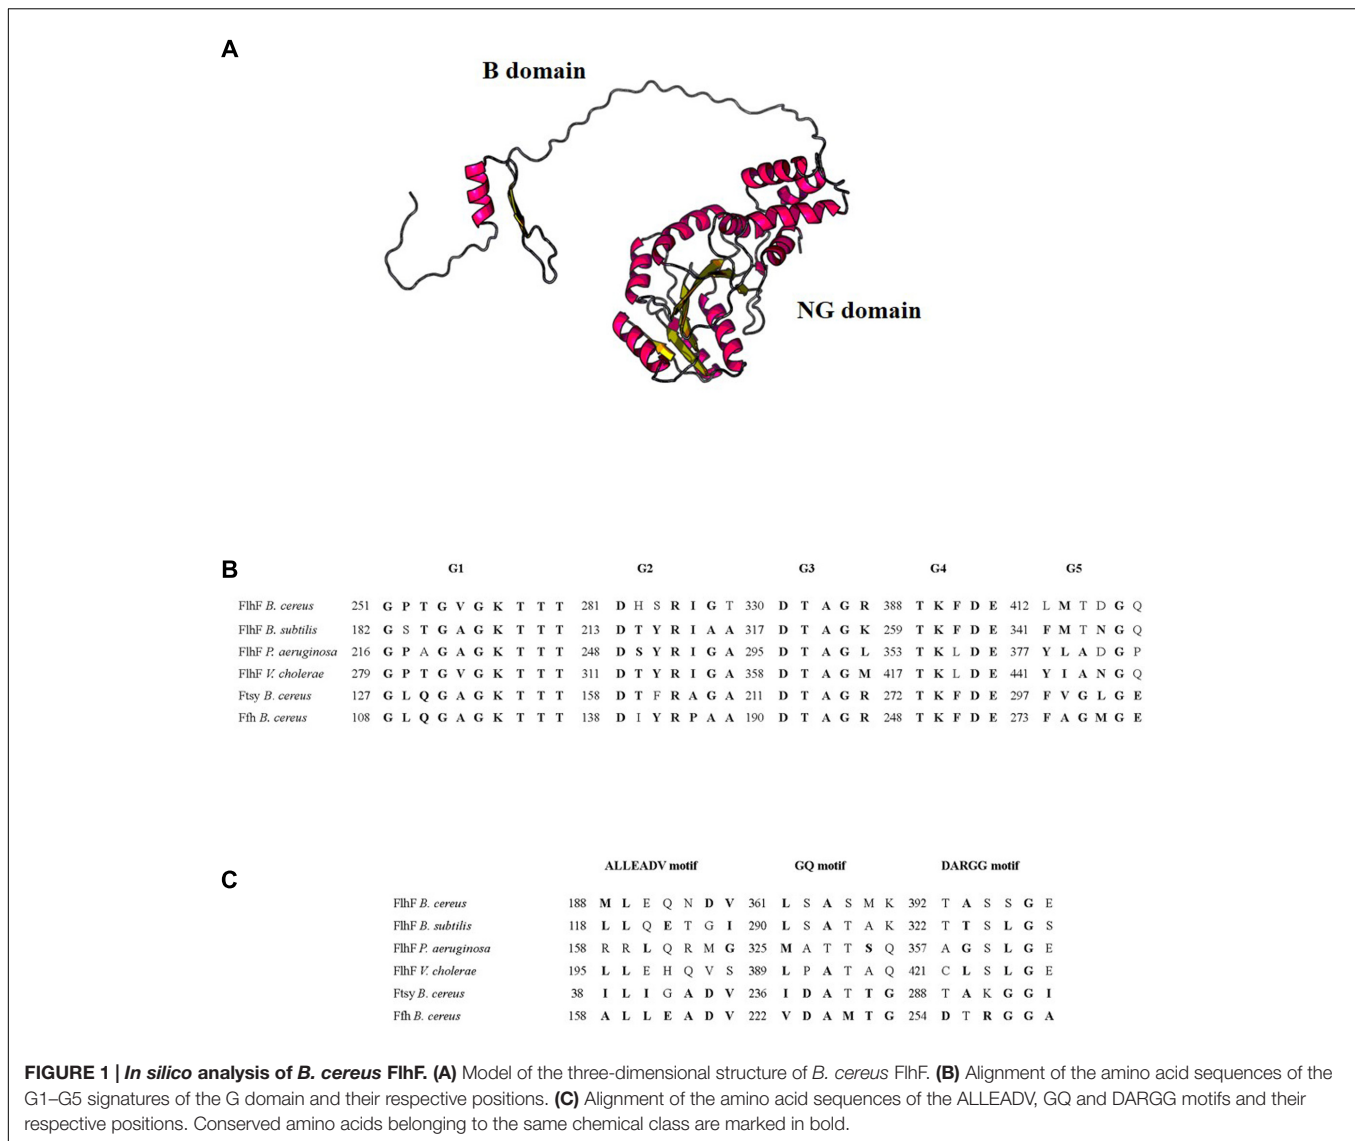 A
B domain
NG domain
B
G1 G2 G3 G4 G5
FlhF B. cereus 251 G P T G V G K T T T 281 D H S R I G T 330 D T A G R 388 T K F D E 412 L M T D G Q
FlhF B. subtilis 182 G S T G A G K T T T 213 D T Y R I A A 317 D T A G K 259 T K F D E 341 F M T N G Q
FlhF P. aeruginosa 216 G P A G A G K T T T 248 D S Y R I G A 295 D T A G L 353 T K L D E 377 Y L A D G P
FlhF V. cholerae 279 G P T G V G K T T T 311 D T Y R I G A 358 D T A G M 417 T K L D E 441 Y I A N G Q
Ftsy B. cereus 127 G L Q G A G K T T T 158 D T F R A G A 211 D T A G R 272 T K F D E 297 F V G L G E
Ffh B. cereus 108 G L Q G A G K T T T 138 D I Y R P A A 190 D T A G R 248 T K F D E 273 F A G M G E
C
ALLEADV motif GQ motif DARGG motif
FlhF B. cereus 188 M L E Q N D V 361 L S A S M K 392 T A S S G E
FlhF B. subtilis 118 L L Q E T G I 290 L S A T A K 322 T T S L G S
FlhF P. aeruginosa 158 R R L Q R M G 325 M A T T S Q 357 A G S L G E
FlhF V. cholerae 195 L L E H Q V S 389 L P A T A Q 421 C L S L G E
Ftsy B. cereus 38 I L I G A D V 236 I D A T T G 288 T A K G G I
Ffh B. cereus 158 A L L E A D V 222 V D A M T G 254 D T R G G A
FIGURE 1 | In silico analysis of B. cereus FlhF. (A) Model of the three-dimensional structure of B. cereus FlhF. (B) Alignment of the amino acid sequences of the
G1–G5 signatures of the G domain and their respective positions. (C) Alignment of the amino acid sequences of the ALLEADV, GQ and DARGG motifs and their
respective positions. Conserved amino acids belonging to the same chemical class are marked in bold.